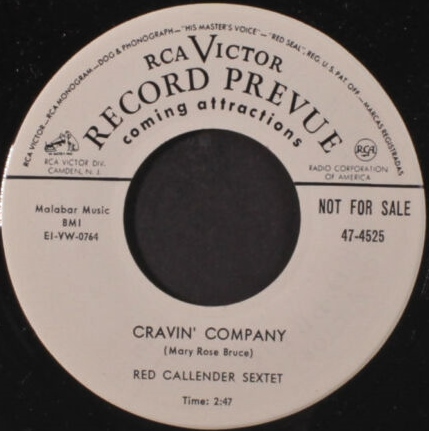 RCA VICTOR—RCA MONOGRAM—DOG & PHONOGRAPH—"HIS MASTER'S VOICE"—"RED SEAL", REG. U. S. PAT. OFF.—MARCAS REGISTRADAS
RCA VICTOR
RECORD PREVUE
coming attractions
RCA VICTOR DIV.
CAMDEN, N. J.
RCA
RADIO CORPORATION
OF AMERICA
Malabar Music
BMI
EI-VW-0764
NOT FOR SALE
47-4525
CRAVIN' COMPANY
(Mary Rose Bruce)
RED CALLENDER SEXTET
Time: 2:47